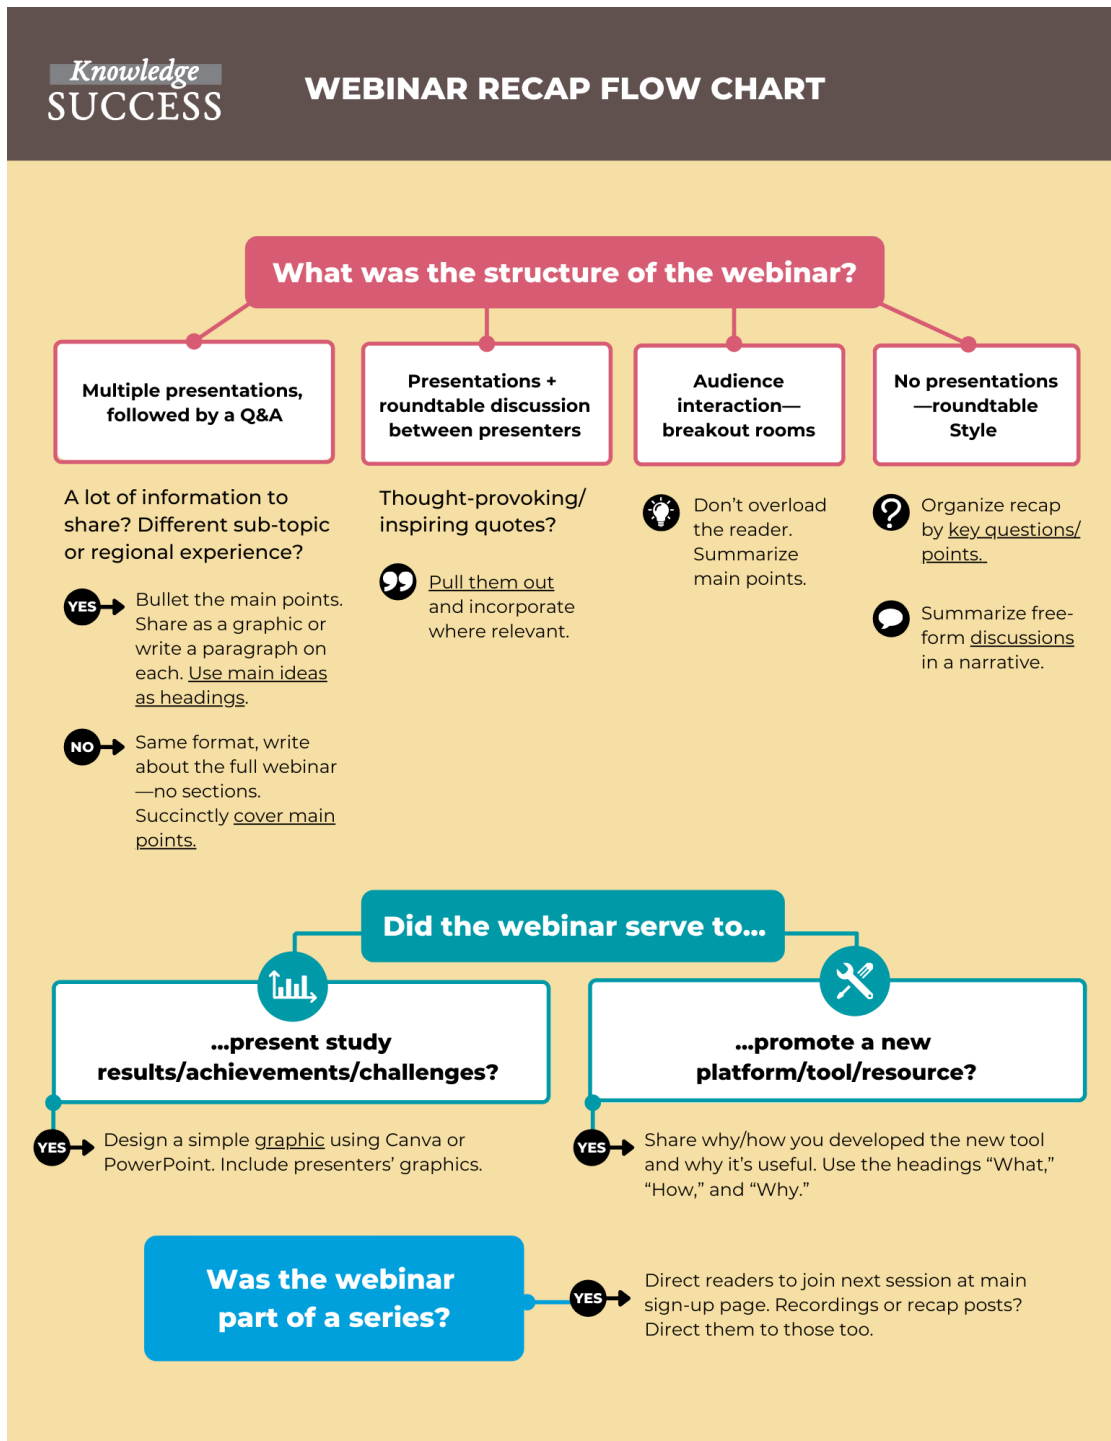 Knowledge
SUCCESS
WEBINAR RECAP FLOW CHART
What was the structure of the webinar?
Multiple presentations,
followed by a Q&A
A lot of information to
share? Different sub-topic
or regional experience?
YES
Bullet the main points.
Share as a graphic or
write a paragraph on
each. Use main ideas
as headings.
NO
Same format, write
about the full webinar
—no sections.
Succinctly cover main
points.
Presentations +
roundtable discussion
between presenters
Thought-provoking/
inspiring quotes?
Pull them out
and incorporate
where relevant.
Audience
interaction—
breakout rooms
Don’t overload
the reader.
Summarize
main points.
No presentations
—roundtable
Style
?
Organize recap
by key questions/
points.
Summarize free-
form discussions
in a narrative.
Did the webinar serve to...
...present study
results/achievements/challenges?
YES
Design a simple graphic using Canva or
PowerPoint. Include presenters’ graphics.
...promote a new
platform/tool/resource?
YES
Share why/how you developed the new tool
and why it’s useful. Use the headings “What,”
“How,” and “Why.”
Was the webinar
part of a series?
YES
Direct readers to join next session at main
sign-up page. Recordings or recap posts?
Direct them to those too.